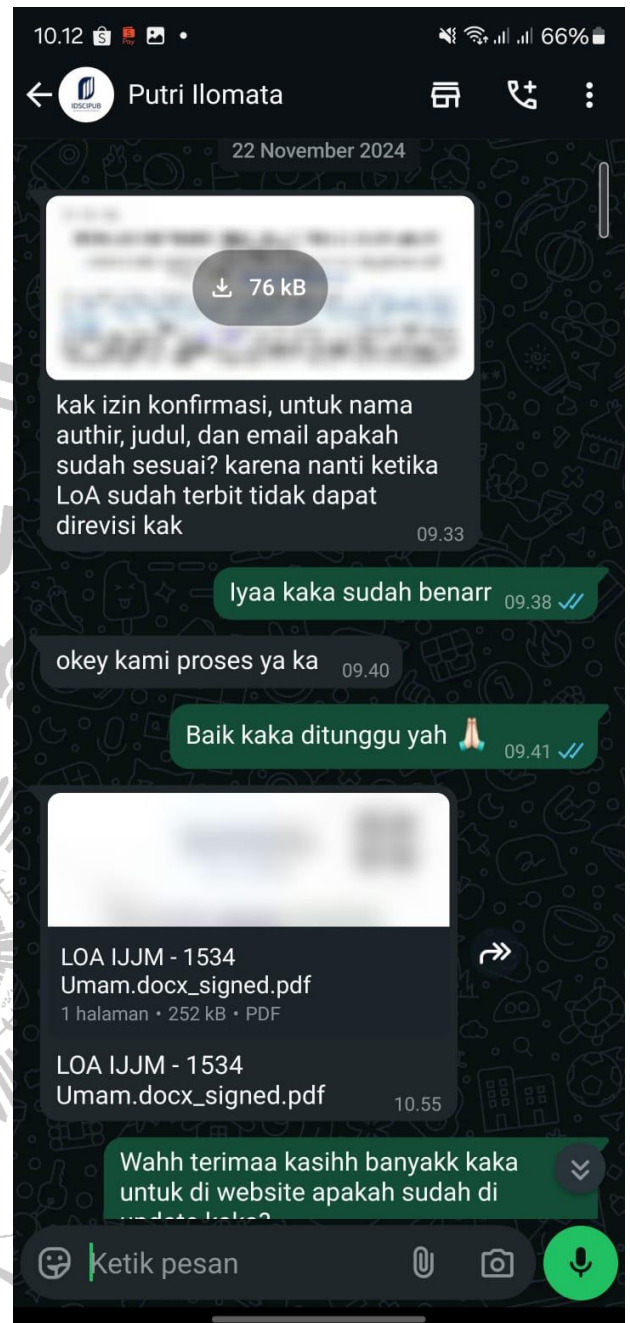 10.12
66%
IDSCIPUB
Putri Ilomata
22 November 2024
76 kB
kak izin konfirmasi, untuk nama
authir, judul, dan email apakah
sudah sesuai? karena nanti ketika
LoA sudah terbit tidak dapat
direvisi kak
09.33
Iyaa kaka sudah benarr
09.38
okey kami proses ya ka
09.40
Baik kaka ditunggu yah 🙏🏻
09.41
LOA IJJM - 1534
Umam.docx_signed.pdf
1 halaman • 252 kB • PDF
LOA IJJM - 1534
Umam.docx_signed.pdf
10.55
Wahh terimaa kasihh banyakk kaka
untuk di website apakah sudah di
update kaka?
Ketik pesan